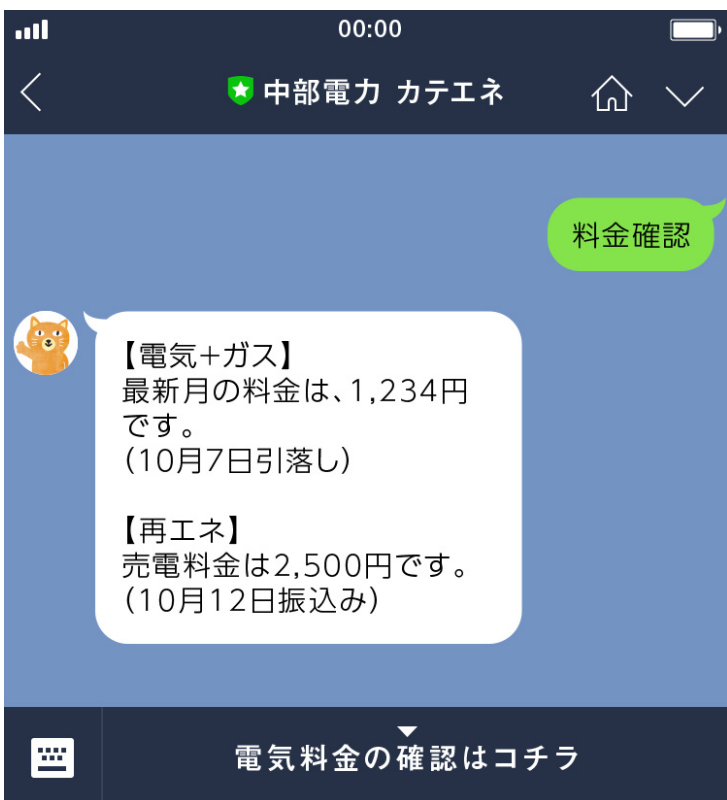 00:00
中部電力 カテエネ
料金確認
【電気+ガス】
最新月の料金は、1,234円
です。
(10月7日引落し)
【再エネ】
売電料金は2,500円です。
(10月12日振込み)
電気料金の確認はコチラ